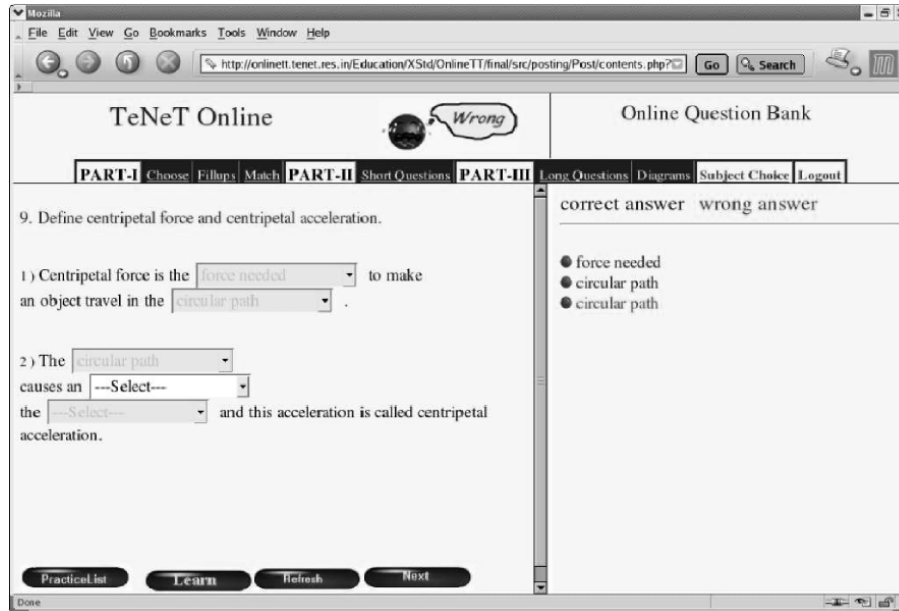 Mozilla
File Edit View Go Bookmarks Tools Window Help
http://onlinett.tenet.res.in/Education/XStd/OnlineTT/final/src/posting/Post/contents.php? Go Search
TeNeT Online
Wrong
Online Question Bank
PART-I Choose Fillups Match PART-II Short Questions PART-III Long Questions Diagrams Subject Choice Logout
9. Define centripetal force and centripetal acceleration.
1) Centripetal force is the force needed to make
an object travel in the circular path .
2) The circular path
causes an ---Select---
the ---Select--- and this acceleration is called centripetal
acceleration.
correct answer wrong answer
force needed
circular path
circular path
PracticeList Learn Refresh Next
Done